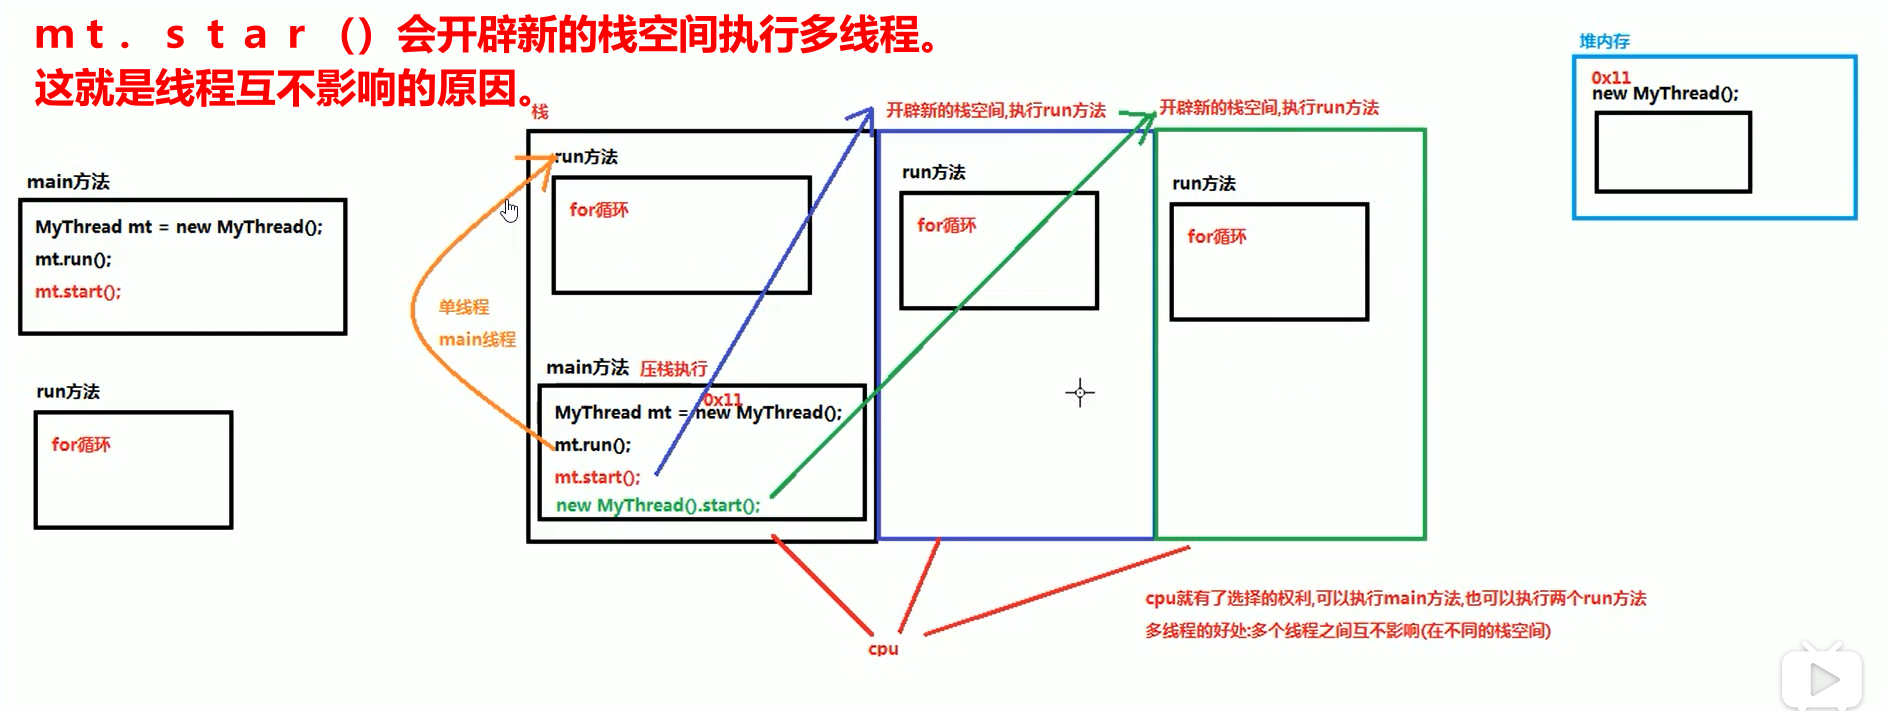 mt. star（）会开辟新的栈空间执行多线程。
这就是线程互不影响的原因。
栈
开辟新的栈空间,执行run方法
开辟新的栈空间,执行run方法
堆内存
0x11
new MyThread();
main方法
MyThread mt = new MyThread();
mt.run();
mt.start();
run方法
for循环
run方法
for循环
单线程
main线程
main方法 压栈执行
0x11
MyThread mt = new MyThread();
mt.run();
mt.start();
new MyThread().start();
run方法
for循环
run方法
for循环
cpu
cpu就有了选择的权利,可以执行main方法,也可以执行两个run方法
多线程的好处:多个线程之间互不影响(在不同的栈空间)